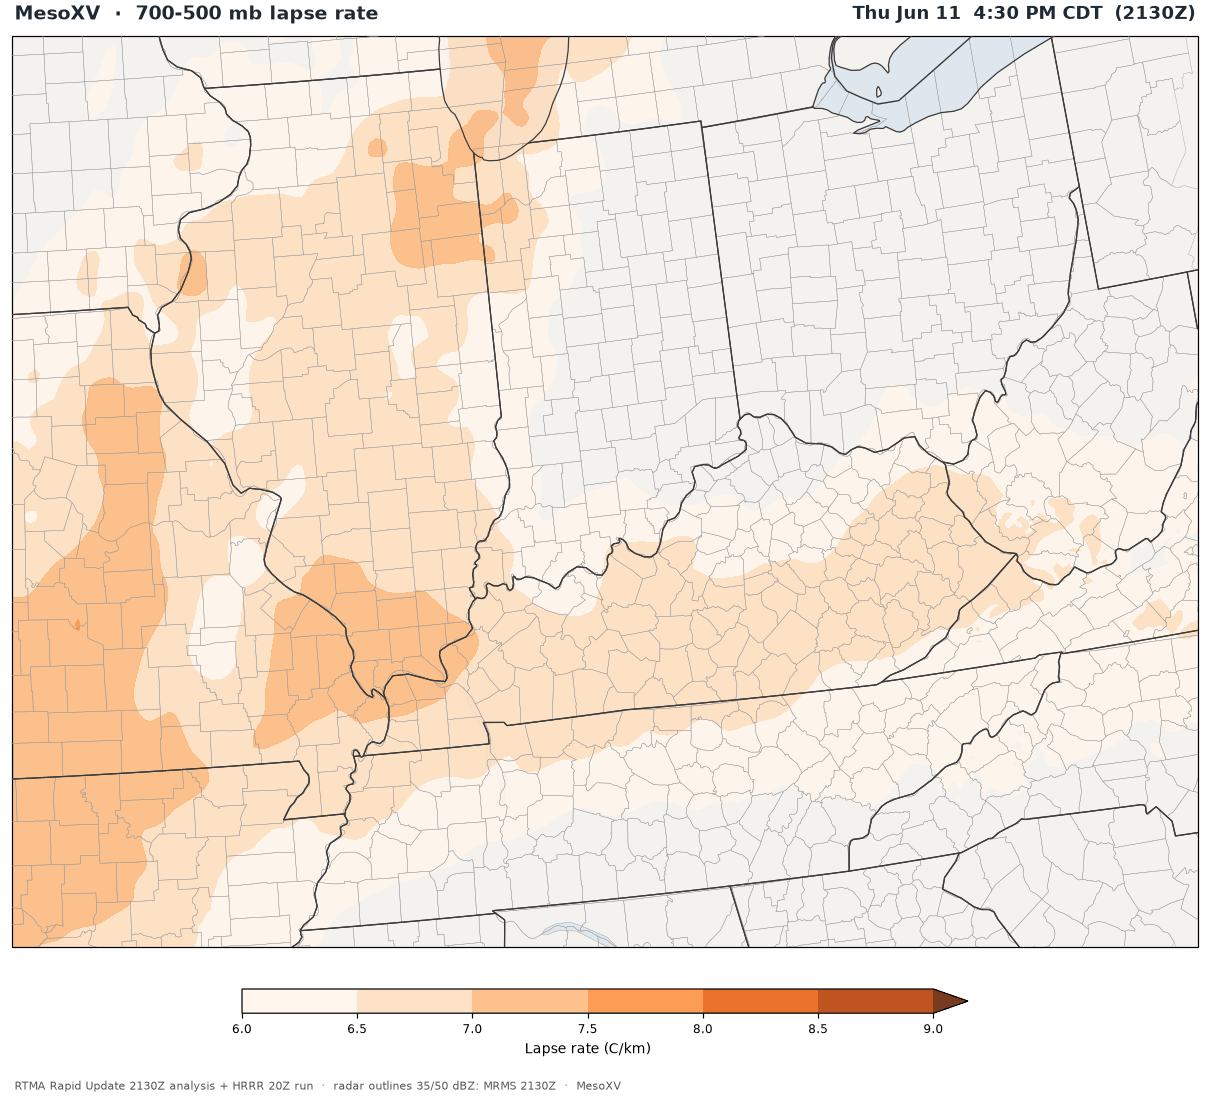 MesoXV · 700-500 mb lapse rate
Thu Jun 11 4:30 PM CDT (2130Z)
6.0 6.5 7.0 7.5 8.0 8.5 9.0
Lapse rate (C/km)
RTMA Rapid Update 2130Z analysis + HRRR 20Z run · radar outlines 35/50 dBZ: MRMS 2130Z · MesoXV